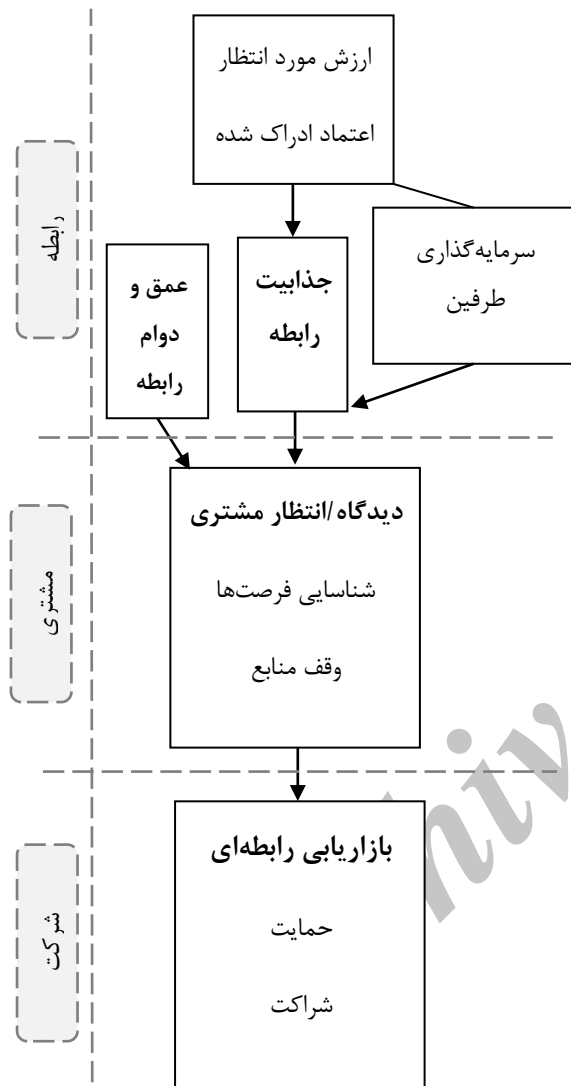 ارزش مورد انتظار
اعتماد ادراک شده
رابطه
سرمایه‌گذاری
طرفین
جذابیت
رابطه
عمق و
دوام
رابطه
مشتری
دیدگاه/انتظار مشتری
شناسایی فرصت‌ها
وقف منابع
شرکت
بازاریابی رابطه‌ای
حمایت
شراکت